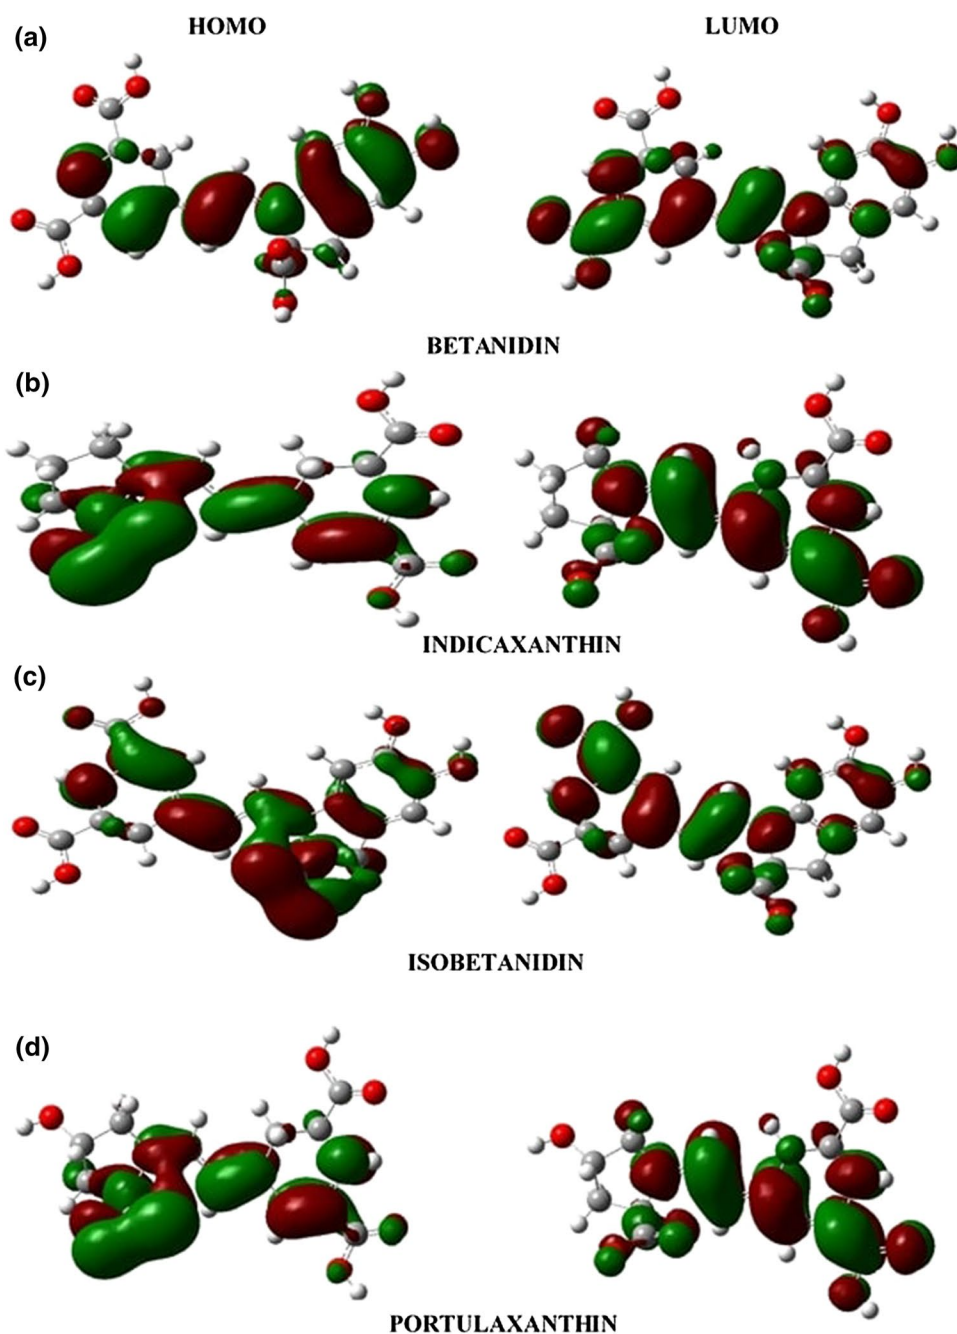 HOMO LUMO
(a)
BETANIDIN
(b)
INDICAXANTHIN
(c)
ISOBETANIDIN
(d)
PORTULAXANTHIN